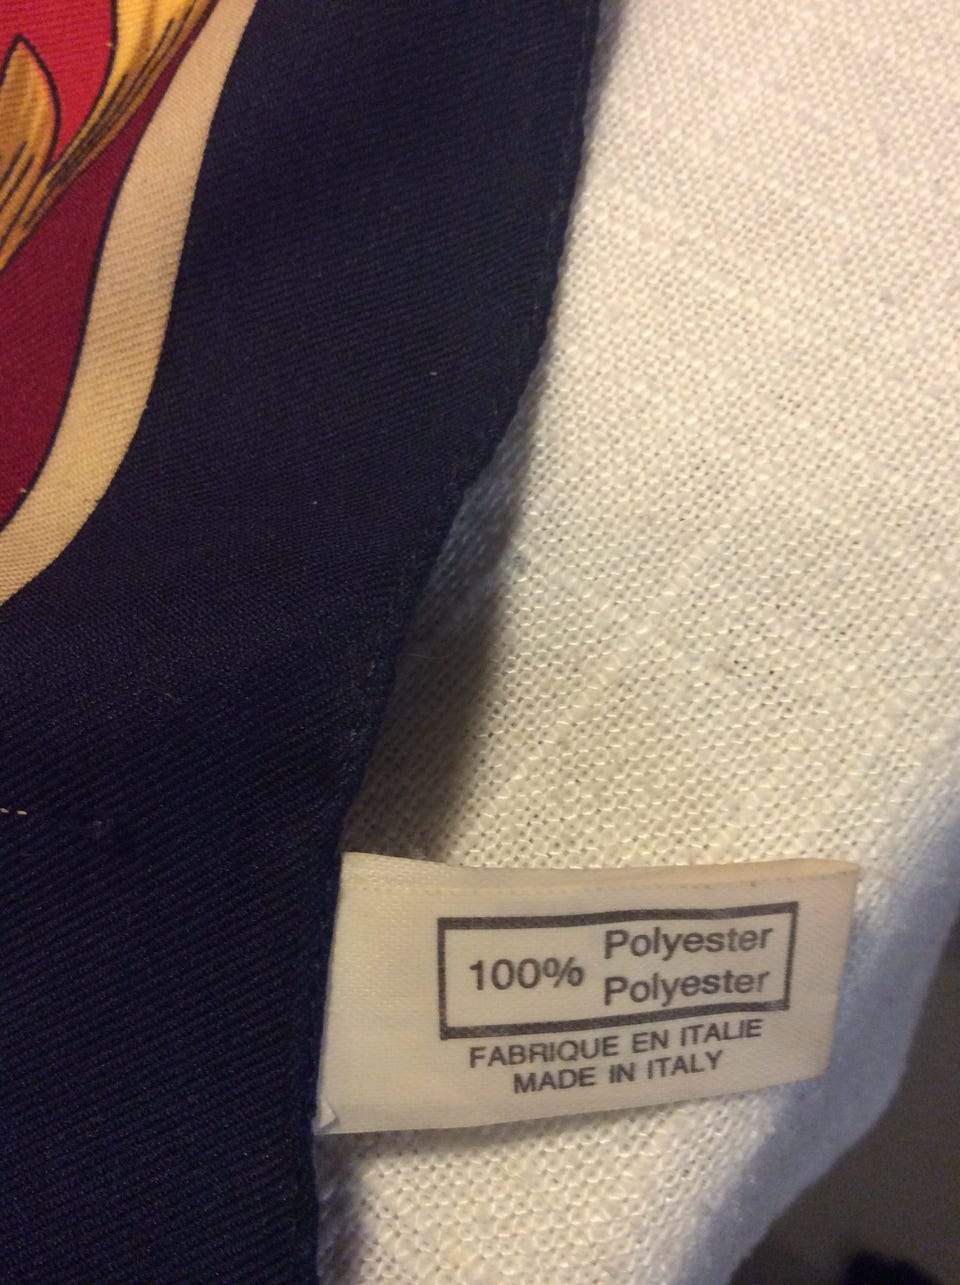 100% Polyester
Polyester
FABRIQUE EN ITALIE
MADE IN ITALY